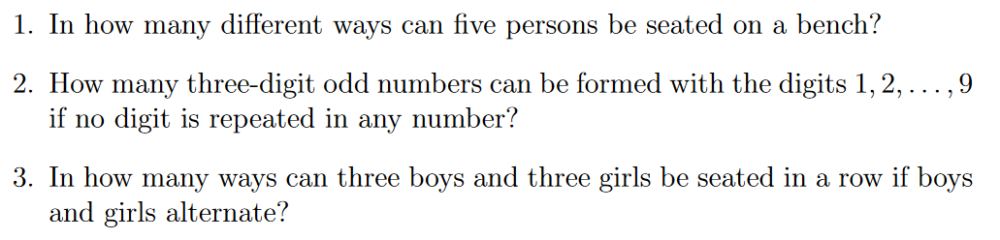 1. In how many different ways can five persons be seated on a bench?
2. How many three-digit odd numbers can be formed with the digits 1, 2, . . . , 9
if no digit is repeated in any number?
3. In how many ways can three boys and three girls be seated in a row if boys
and girls alternate?